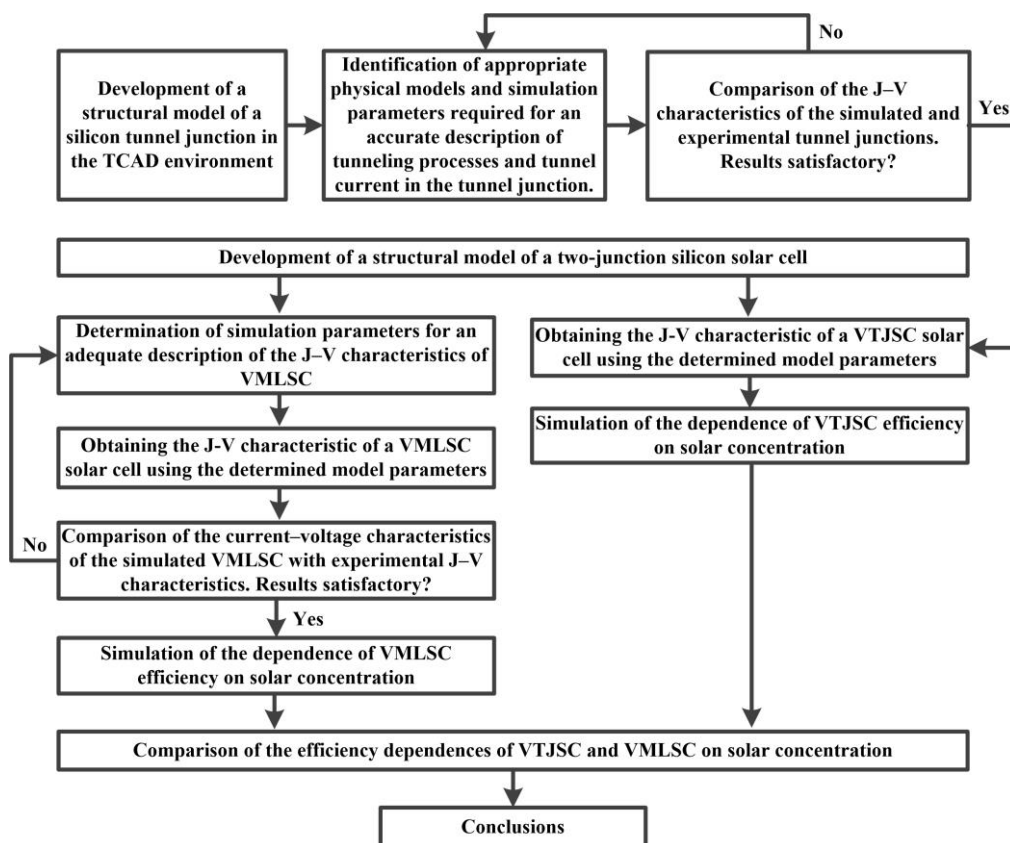 Development of a
structural model of a
silicon tunnel junction in
the TCAD environment
Identification of appropriate
physical models and simulation
parameters required for an
accurate description of
tunneling processes and tunnel
current in the tunnel junction.
No
Comparison of the J–V
characteristics of the simulated and
experimental tunnel junctions.
Results satisfactory?
Yes
Development of a structural model of a two-junction silicon solar cell
Determination of simulation parameters for an
adequate description of the J–V characteristics of
VMLSC
Obtaining the J-V characteristic of a VMLSC
solar cell using the determined model parameters
No
Comparison of the current–voltage characteristics
of the simulated VMLSC with experimental J–V
characteristics. Results satisfactory?
Yes
Simulation of the dependence of VMLSC
efficiency on solar concentration
Obtaining the J-V characteristic of a VTJSC solar
cell using the determined model parameters
Simulation of the dependence of VTJSC efficiency
on solar concentration
Comparison of the efficiency dependences of VTJSC and VMLSC on solar concentration
Conclusions